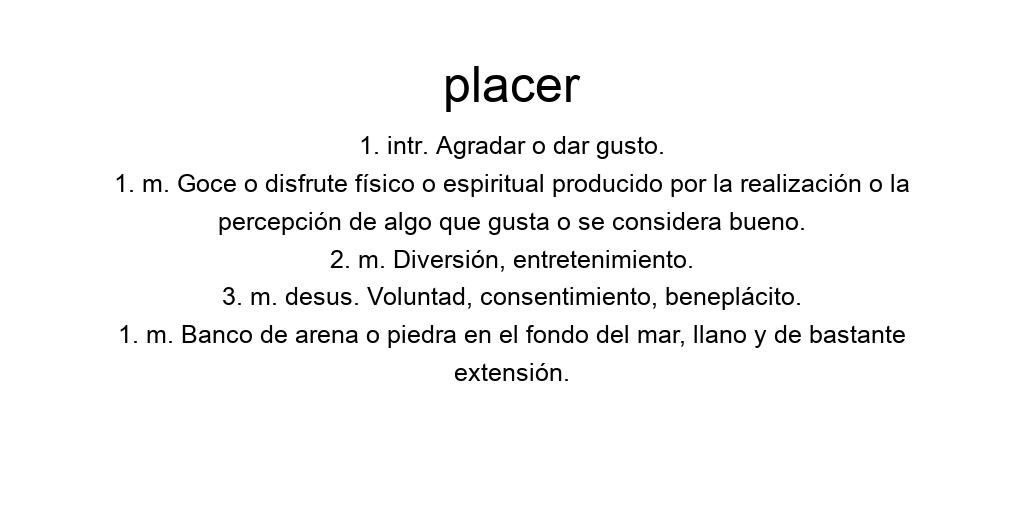 placer
1. intr. Agradar o dar gusto.
1. m. Goce o disfrute físico o espiritual producido por la realización o la
percepción de algo que gusta o se considera bueno.
2. m. Diversión, entretenimiento.
3. m. desus. Voluntad, consentimiento, beneplácito.
1. m. Banco de arena o piedra en el fondo del mar, llano y de bastante
extensión.